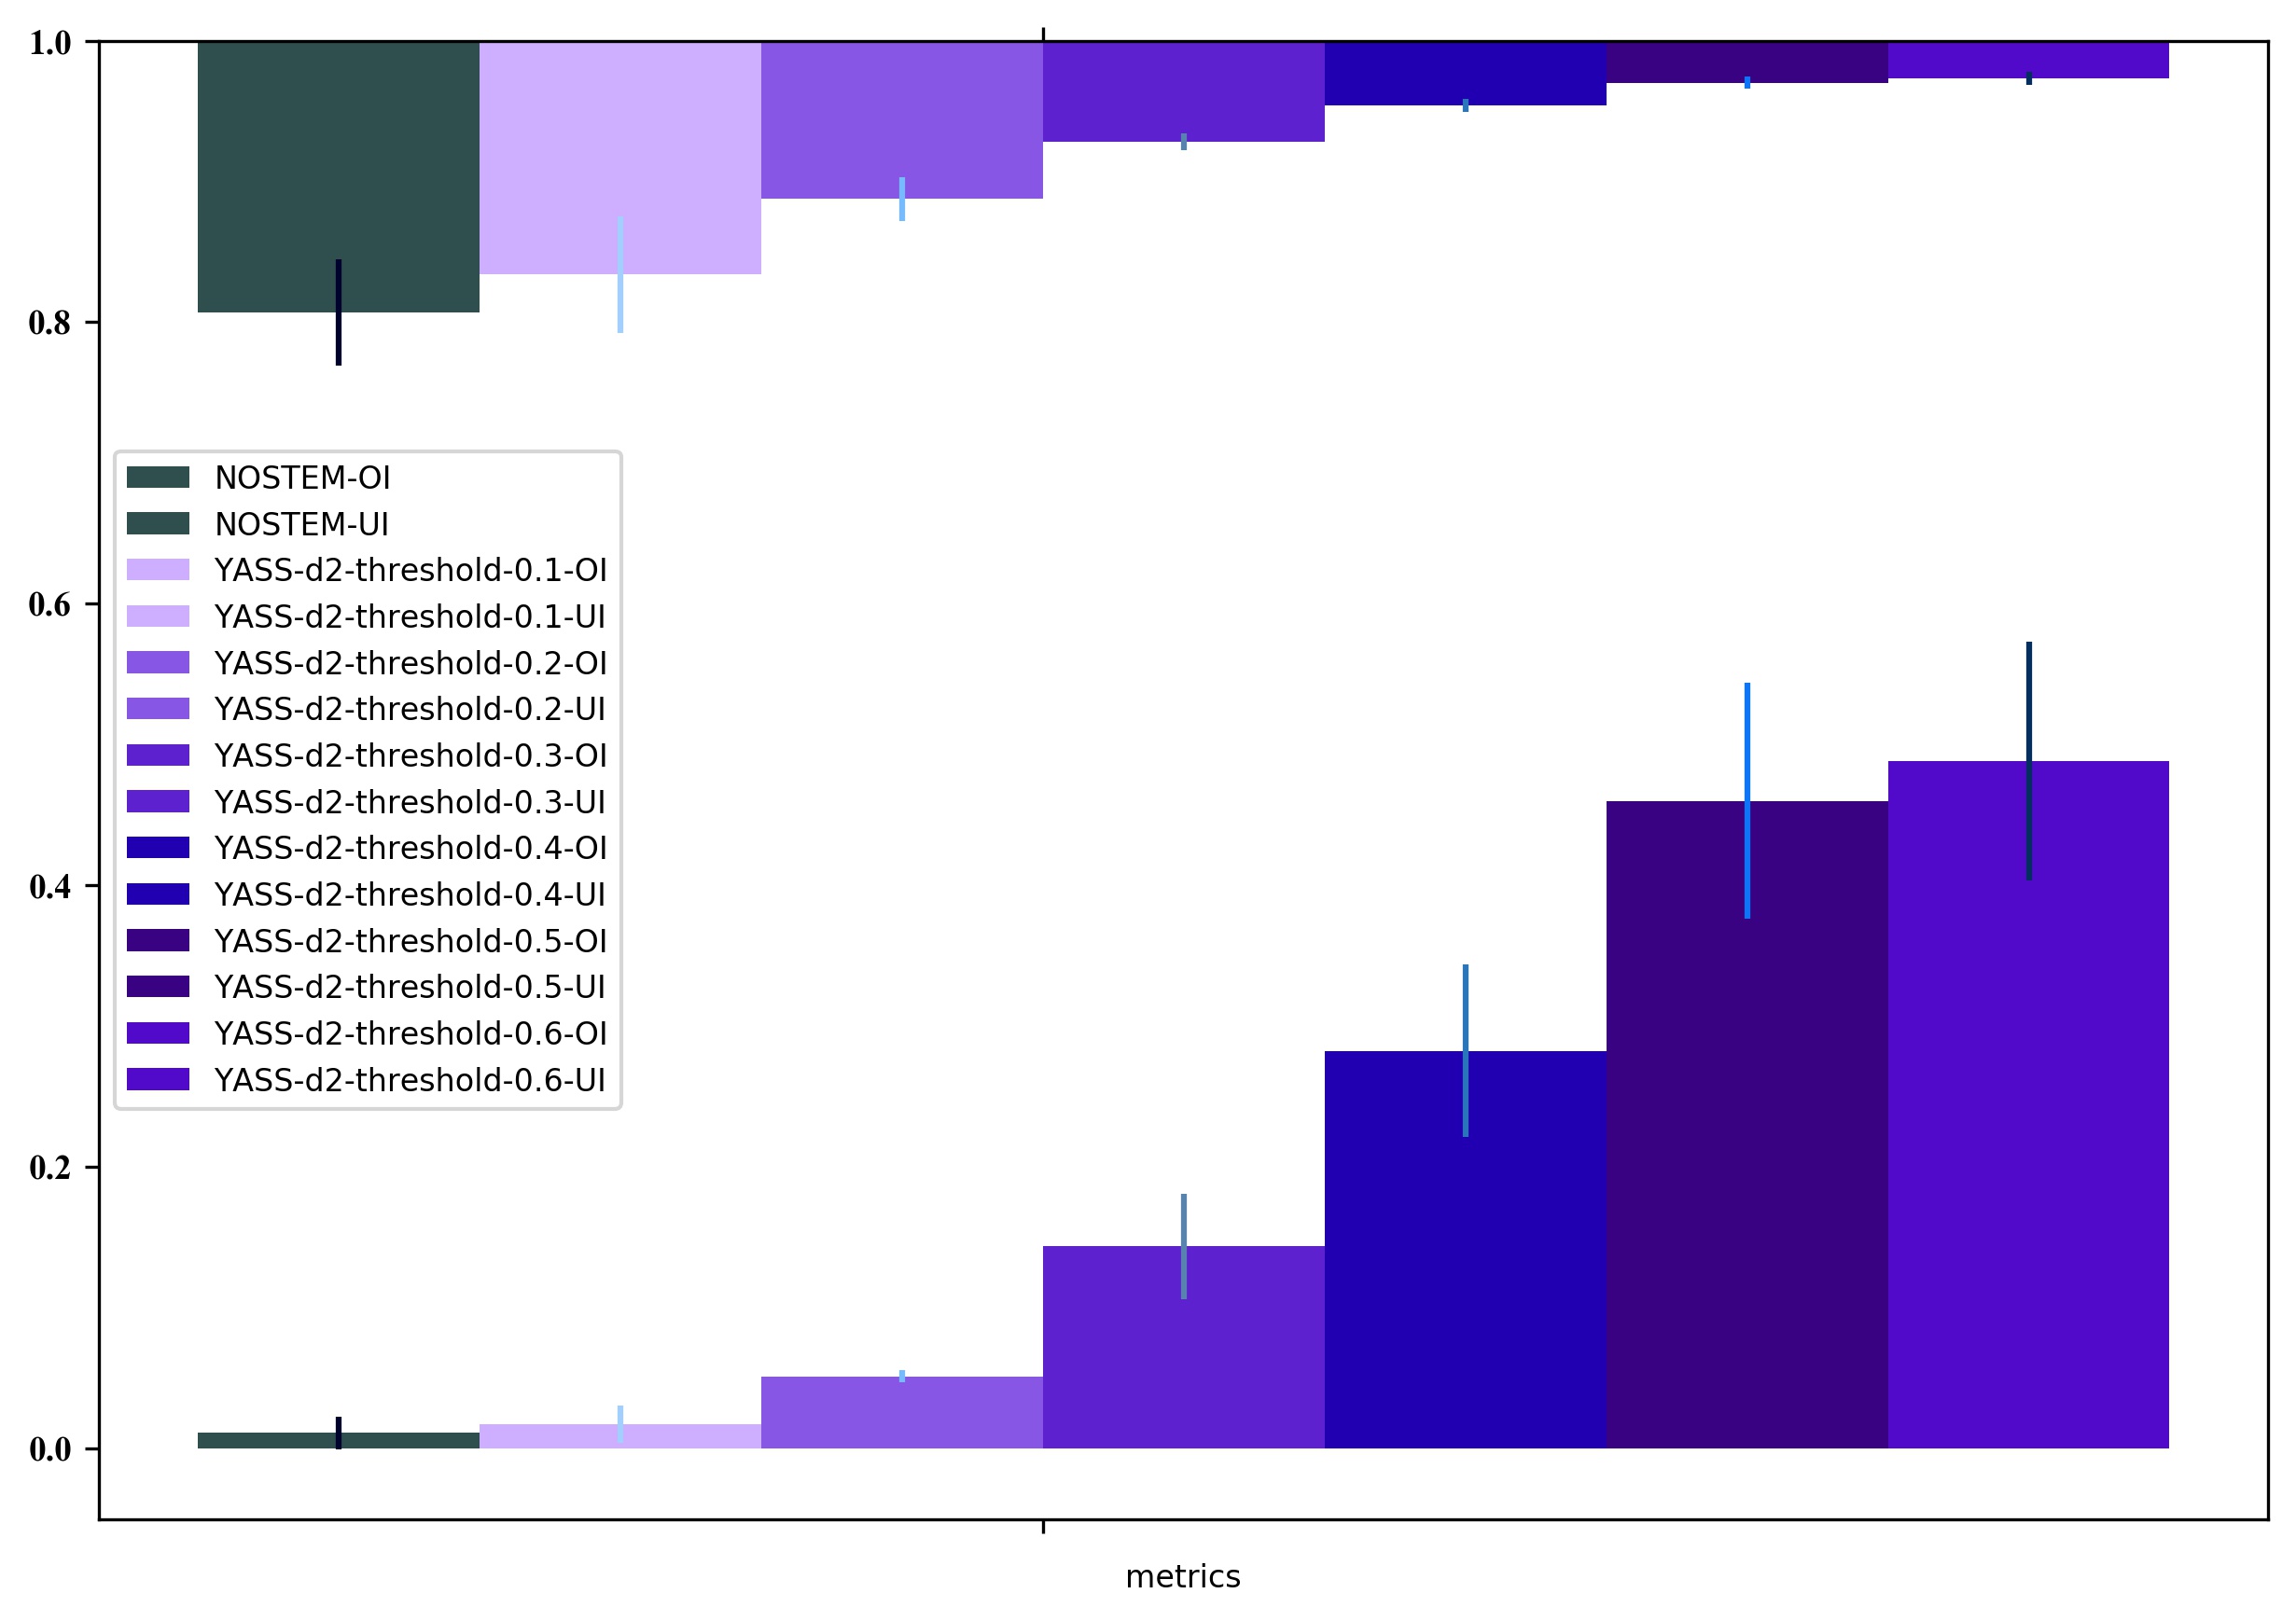 1.0
0.8
0.6
0.4
0.2
0.0
NOSTEM-OI
NOSTEM-UI
YASS-d2-threshold-0.1-OI
YASS-d2-threshold-0.1-UI
YASS-d2-threshold-0.2-OI
YASS-d2-threshold-0.2-UI
YASS-d2-threshold-0.3-OI
YASS-d2-threshold-0.3-UI
YASS-d2-threshold-0.4-OI
YASS-d2-threshold-0.4-UI
YASS-d2-threshold-0.5-OI
YASS-d2-threshold-0.5-UI
YASS-d2-threshold-0.6-OI
YASS-d2-threshold-0.6-UI
metrics